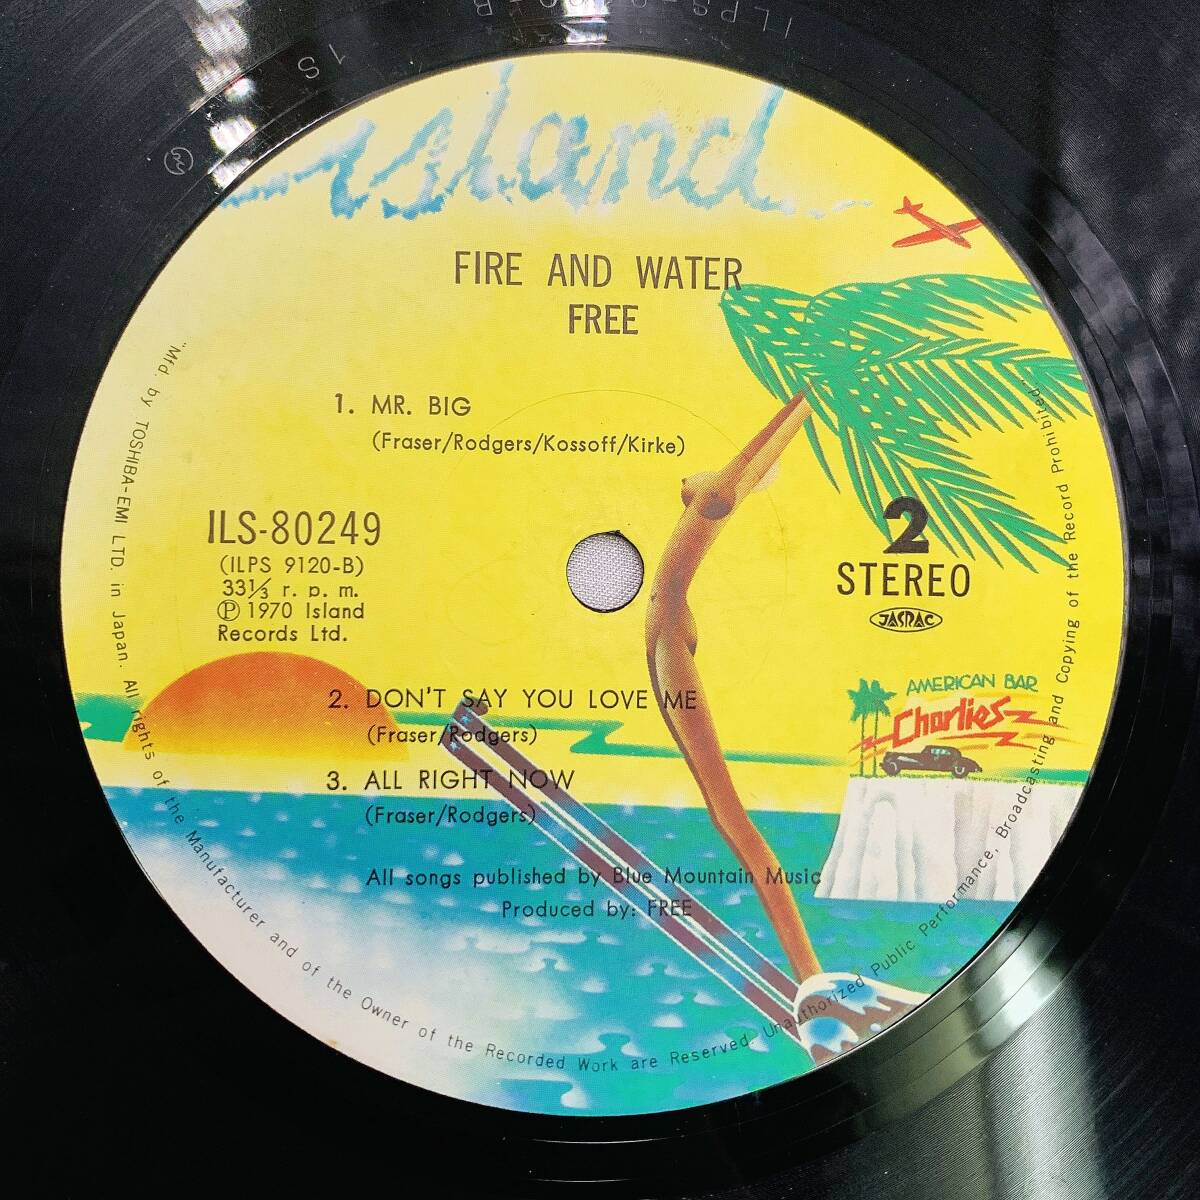 1S
island
FIRE AND WATER
FREE
1. MR. BIG
(Fraser/Rodgers/Kossoff/Kirke)
ILS-80249
(ILPS 9120-B)
33⅓ r. p. m.
Ⓟ 1970 Island
Records Ltd.
2
STEREO
JASRAC
2. DON'T SAY YOU LOVE ME
(Fraser/Rodgers)
3. ALL RIGHT NOW
(Fraser/Rodgers)
AMERICAN BAR
Charlies
All songs published by Blue Mountain Music
Produced by: FREE
"Mfd. by TOSHIBA-EMI LTD. in Japan. All rights of the Manufacturer and of the Owner of the Recorded Work are Reserved. Unauthorized Public Performance, Broadcasting and Copying of the Record Prohibited"